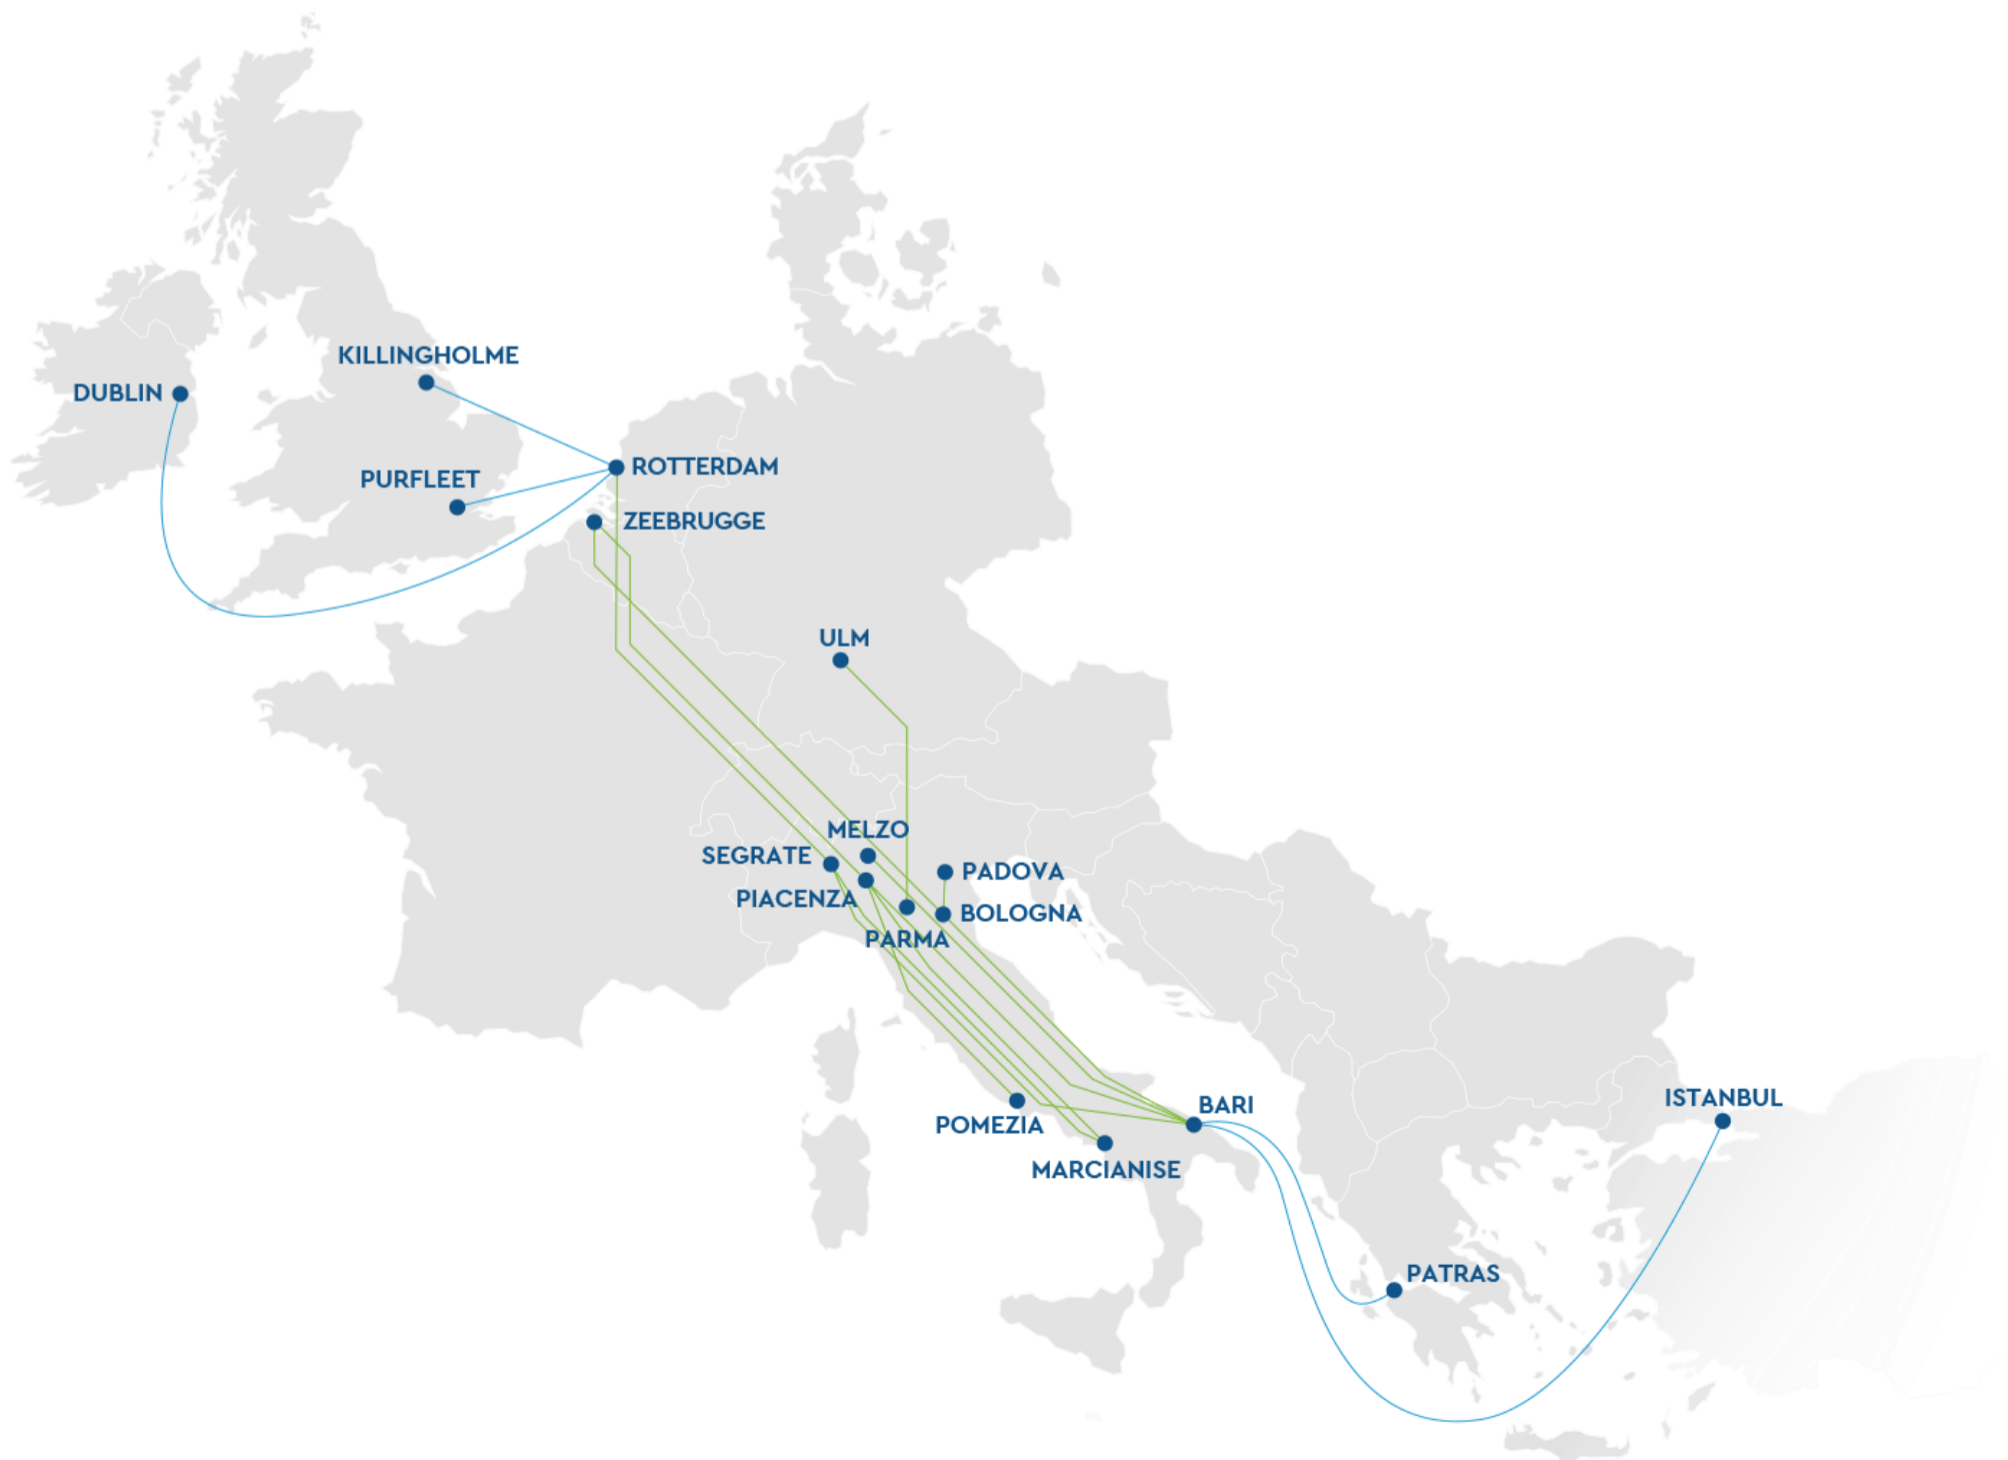 KILLINGHOLME
DUBLIN
ROTTERDAM
PURFLEET
ZEEBRUGGE
ULM
MELZO
SEGRATE
PADOVA
PIACENZA
BOLOGNA
PARMA
BARI
ISTANBUL
POMEZIA
MARCIANISE
PATRAS